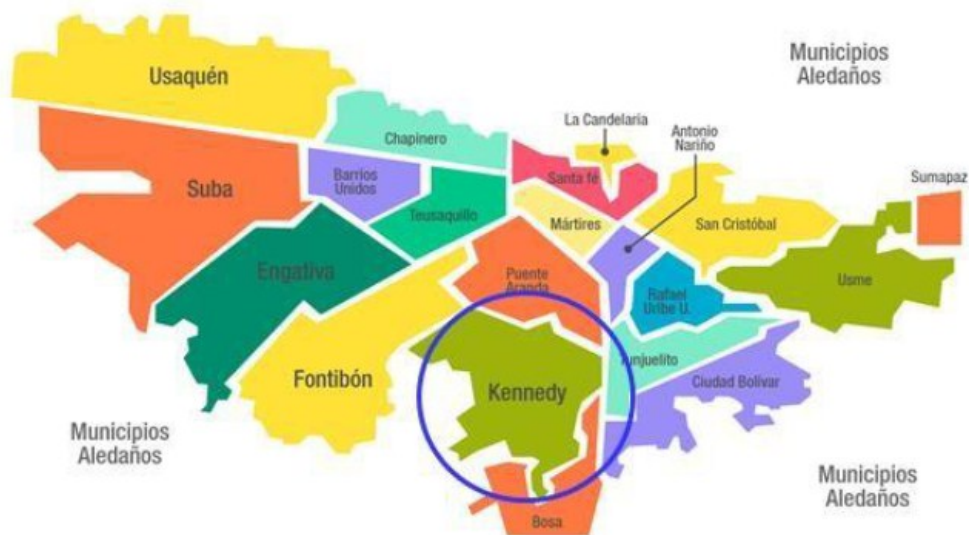 Municipios
Aledaños
Usaquén
La Candelaria
Antonio
Nariño
Chapinero
Suba
Barrios
Unidos
Santa fé
Sumapaz
Teusaquillo
Mártires
San Cristóbal
Engativa
Puente
Aranda
Rafael
Uribe U.
Usme
Fontibón
Kennedy
Tunjuelito
Ciudad Bolívar
Municipios
Aledaños
Municipios
Aledaños
Bosa